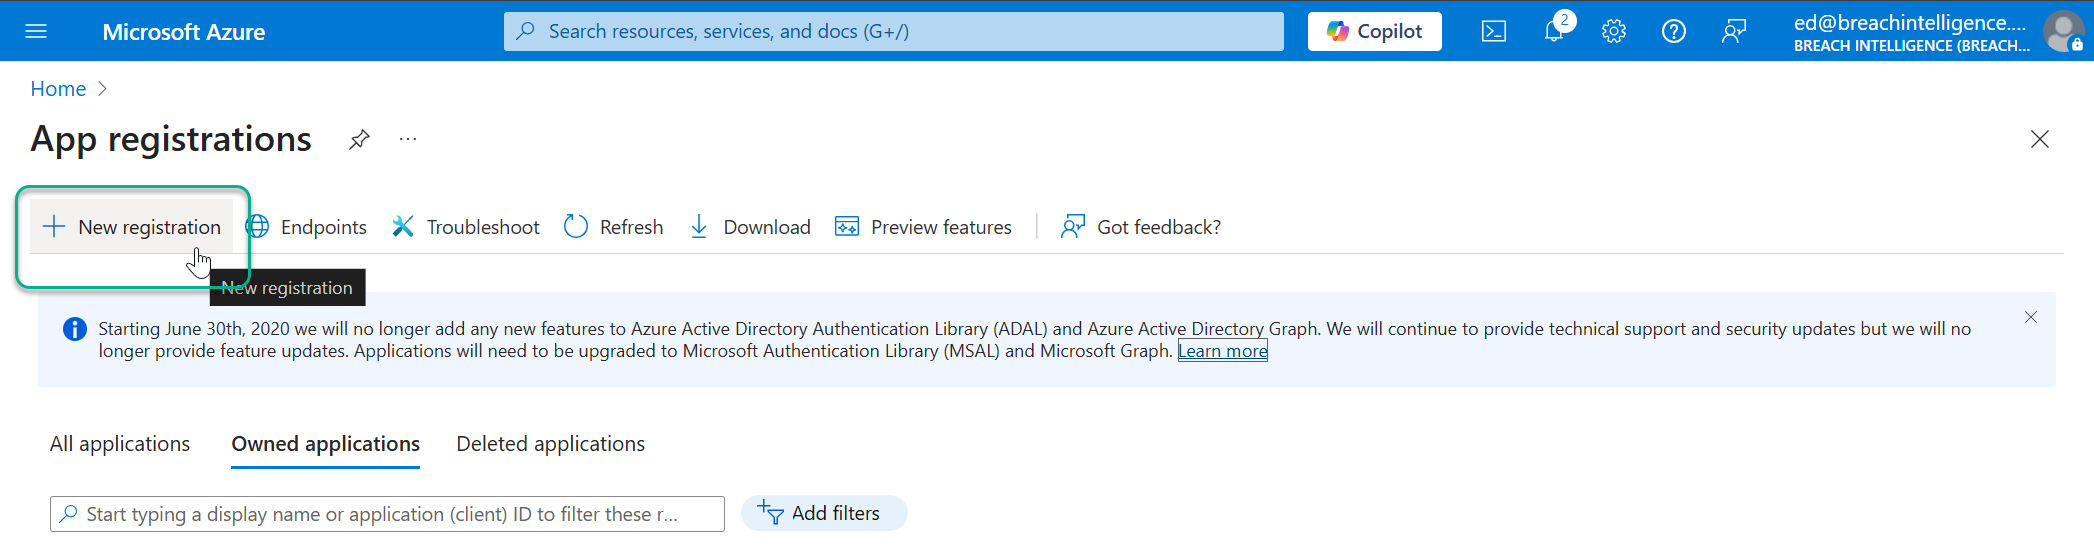 Microsoft Azure
Search resources, services, and docs (G+/)
Copilot
2
ed@breachintelligence....
BREACH INTELLIGENCE (BREACH...
Home
App registrations
New registration
Endpoints
Troubleshoot
Refresh
Download
Preview features
Got feedback?
New registration
Starting June 30th, 2020 we will no longer add any new features to Azure Active Directory Authentication Library (ADAL) and Azure Active Directory Graph. We will continue to provide technical support and security updates but we will no
longer provide feature updates. Applications will need to be upgraded to Microsoft Authentication Library (MSAL) and Microsoft Graph. Learn more
All applications
Owned applications
Deleted applications
Start typing a display name or application (client) ID to filter these r...
Add filters